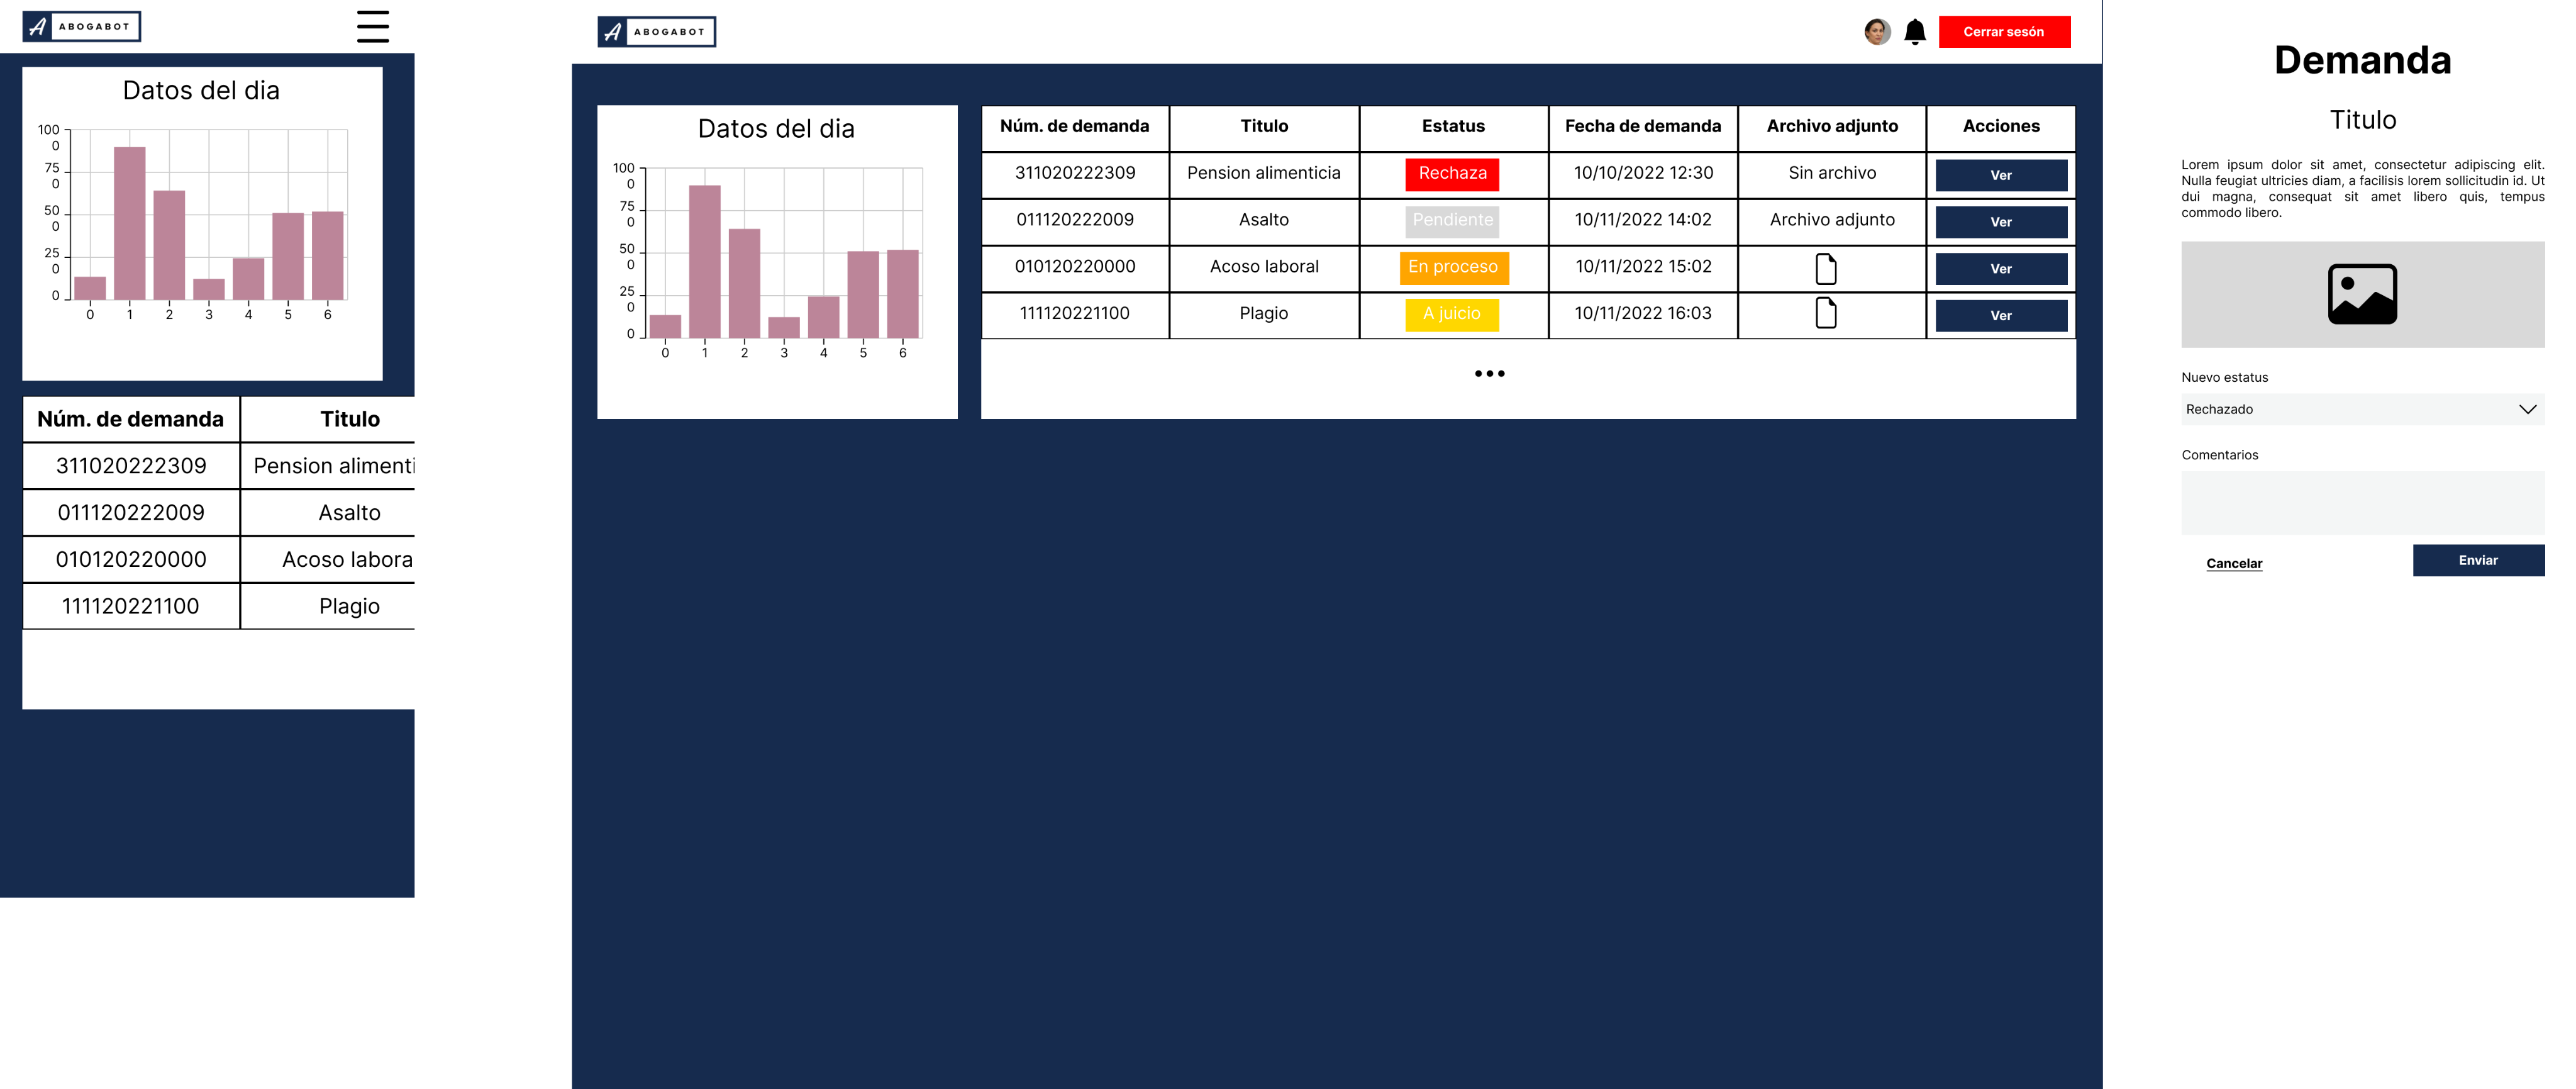 A ABOGABOT
Datos del dia
100
0
75
0
50
0
25
0
0
0 1 2 3 4 5 6
Núm. de demanda Titulo
311020222309 Pension alimenti
011120222009 Asalto
010120220000 Acoso labora
111120221100 Plagio
A ABOGABOT
Cerrar sesón
Datos del dia
100
0
75
0
50
0
25
0
0
0 1 2 3 4 5 6
Núm. de demanda Titulo Estatus Fecha de demanda Archivo adjunto Acciones
311020222309 Pension alimenticia Rechaza 10/10/2022 12:30 Sin archivo Ver
011120222009 Asalto Pendiente 10/11/2022 14:02 Archivo adjunto Ver
010120220000 Acoso laboral En proceso 10/11/2022 15:02 Ver
111120221100 Plagio A juicio 10/11/2022 16:03 Ver
Demanda
Titulo
Lorem ipsum dolor sit amet, consectetur adipiscing elit.
Nulla feugiat ultricies diam, a facilisis lorem sollicitudin id. Ut
dui magna, consequat sit amet libero quis, tempus
commodo libero.
Nuevo estatus
Rechazado
Comentarios
Cancelar Enviar